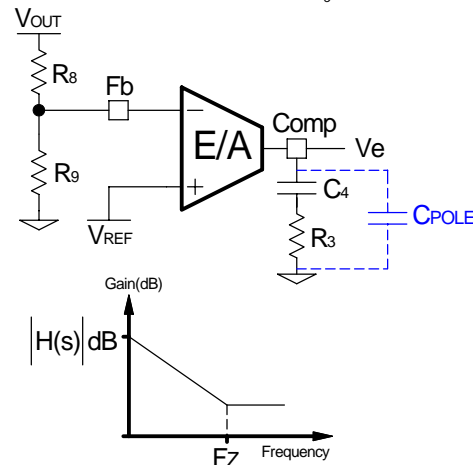 VOUT
R8
Fb
−
E/A
Comp
Ve
R9
+
VREF
C4
R3
CPOLE
Gain(dB)
|H(s)| dB
FZ
Frequency